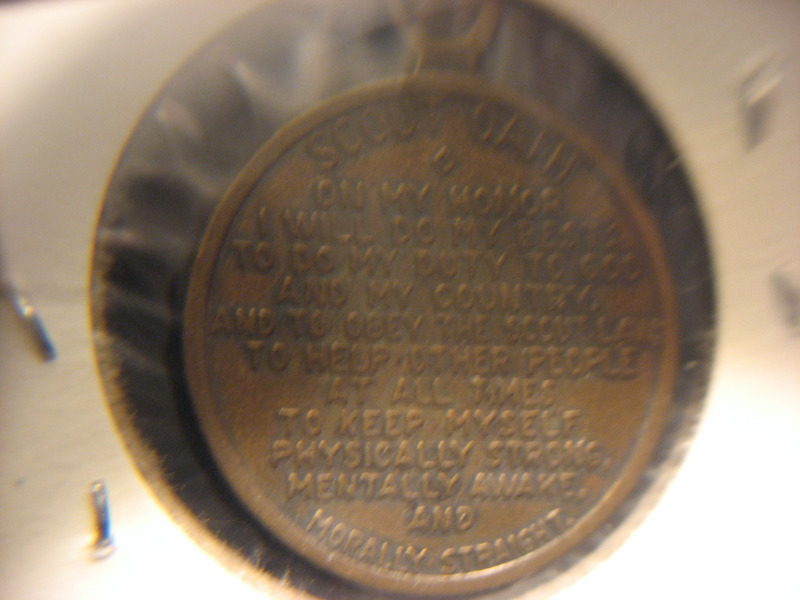 SCOUT OATH
ON MY HONOR
I WILL DO MY BEST
TO DO MY DUTY TO GOD
AND MY COUNTRY,
AND TO OBEY THE SCOUT LAW
TO HELP OTHER PEOPLE
AT ALL TIMES
TO KEEP MYSELF
PHYSICALLY STRONG,
MENTALLY AWAKE,
AND
MORALLY STRAIGHT.